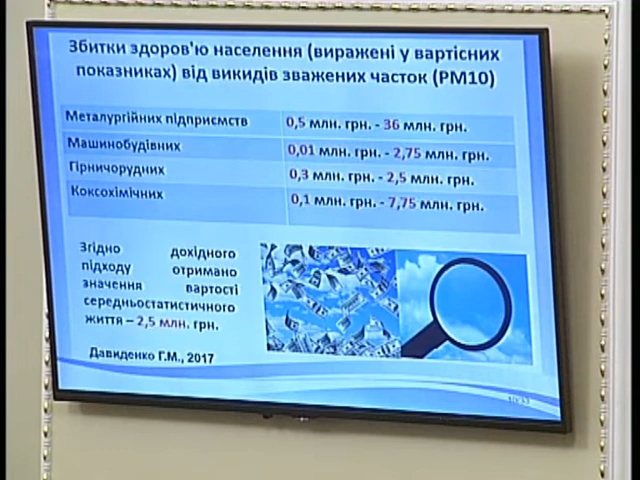 Збитки здоров'ю населення (виражені у вартісних
показниках) від викидів зважених часток (PM10)
Металургійних підприємств 0,5 млн. грн. - 36 млн. грн.
Машинобудівних 0,01 млн. грн. - 2,75 млн. грн.
Гірничорудних 0,3 млн. грн. - 2,5 млн. грн.
Коксохімічних 0,1 млн. грн. - 7,75 млн. грн.
Згідно дохідного
підходу отримано
значення вартості
середньостатистичного
життя – 2,5 млн. грн.
Давиденко Г.М., 2017